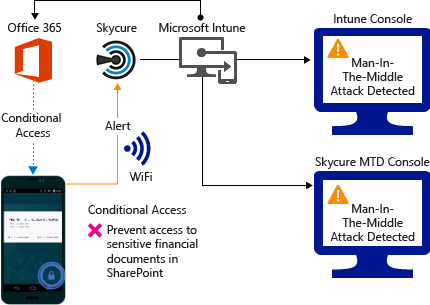 Office 365
Skycure
Microsoft Intune
Intune Console
Man-In-
The-Middle
Attack Detected
Conditional
Access
Alert
WiFi
Skycure MTD Console
Man-In-
The-Middle
Attack Detected
Conditional Access
Prevent access to
sensitive financial
documents in
SharePoint